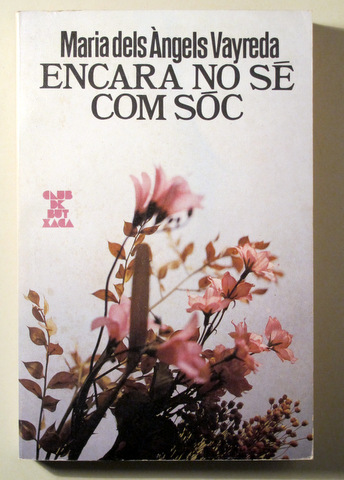 Maria dels Àngels Vayreda
ENCARA NO SÉ
COM SÓC
CLUB
DE
BUT
XACA